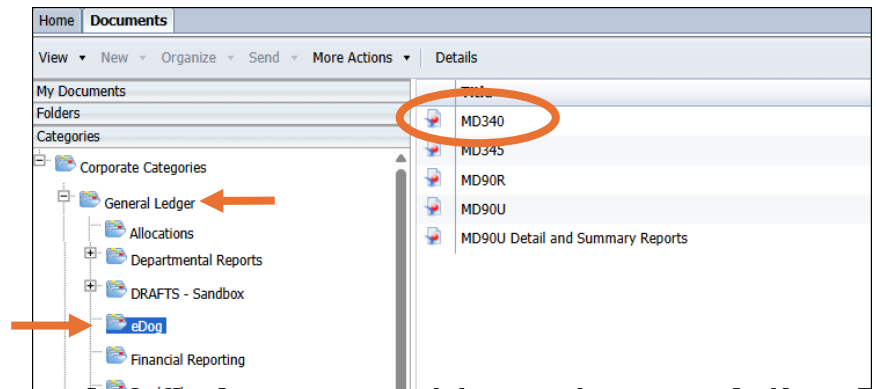 Home Documents
View New Organize Send More Actions Details
My Documents
Folders
Categories
Corporate Categories
General Ledger
Allocations
Departmental Reports
DRAFTS - Sandbox
eDog
Financial Reporting
Title
MD340
MD345
MD90R
MD90U
MD90U Detail and Summary Reports